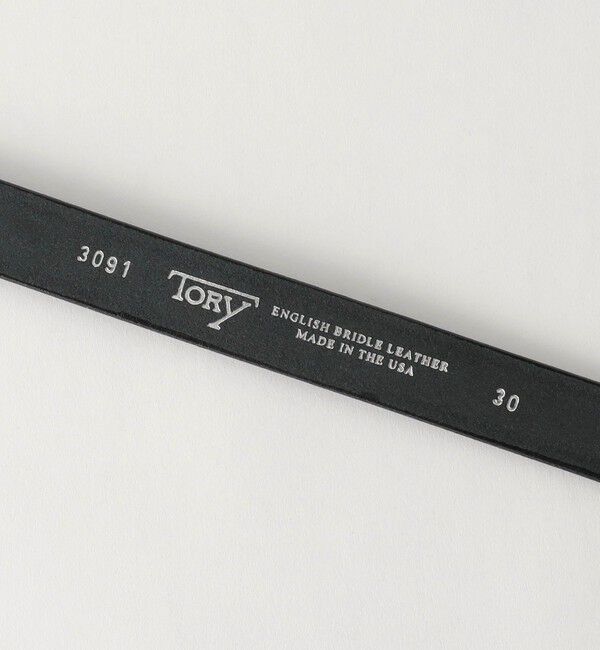 3091
TORY
ENGLISH BRIDLE LEATHER
MADE IN THE USA
30